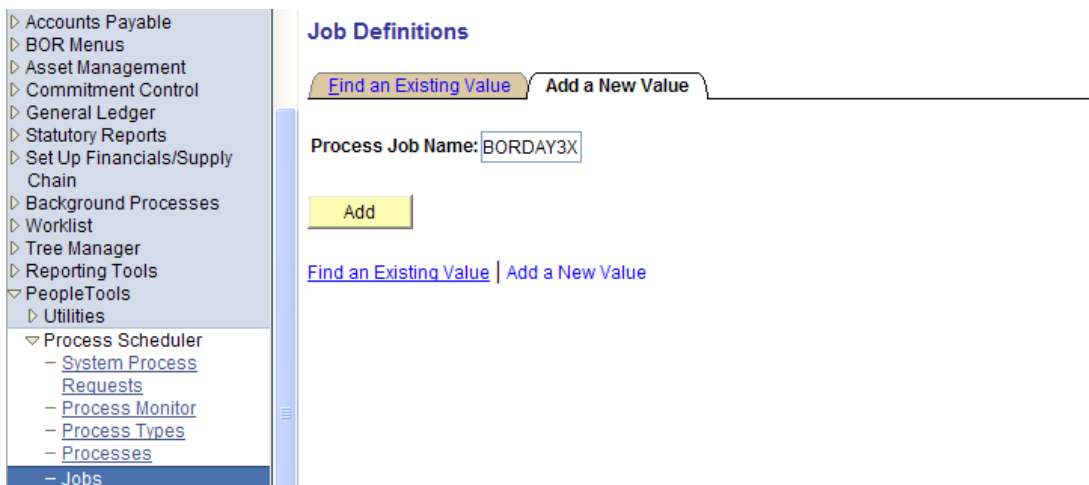 Accounts Payable
BOR Menus
Asset Management
Commitment Control
General Ledger
Statutory Reports
Set Up Financials/Supply
Chain
Background Processes
Worklist
Tree Manager
Reporting Tools
PeopleTools
Utilities
Process Scheduler
– System Process
Requests
– Process Monitor
– Process Types
– Processes
– Jobs
Job Definitions
Find an Existing Value
Add a New Value
Process Job Name: BORDAY3X
Add
Find an Existing Value | Add a New Value